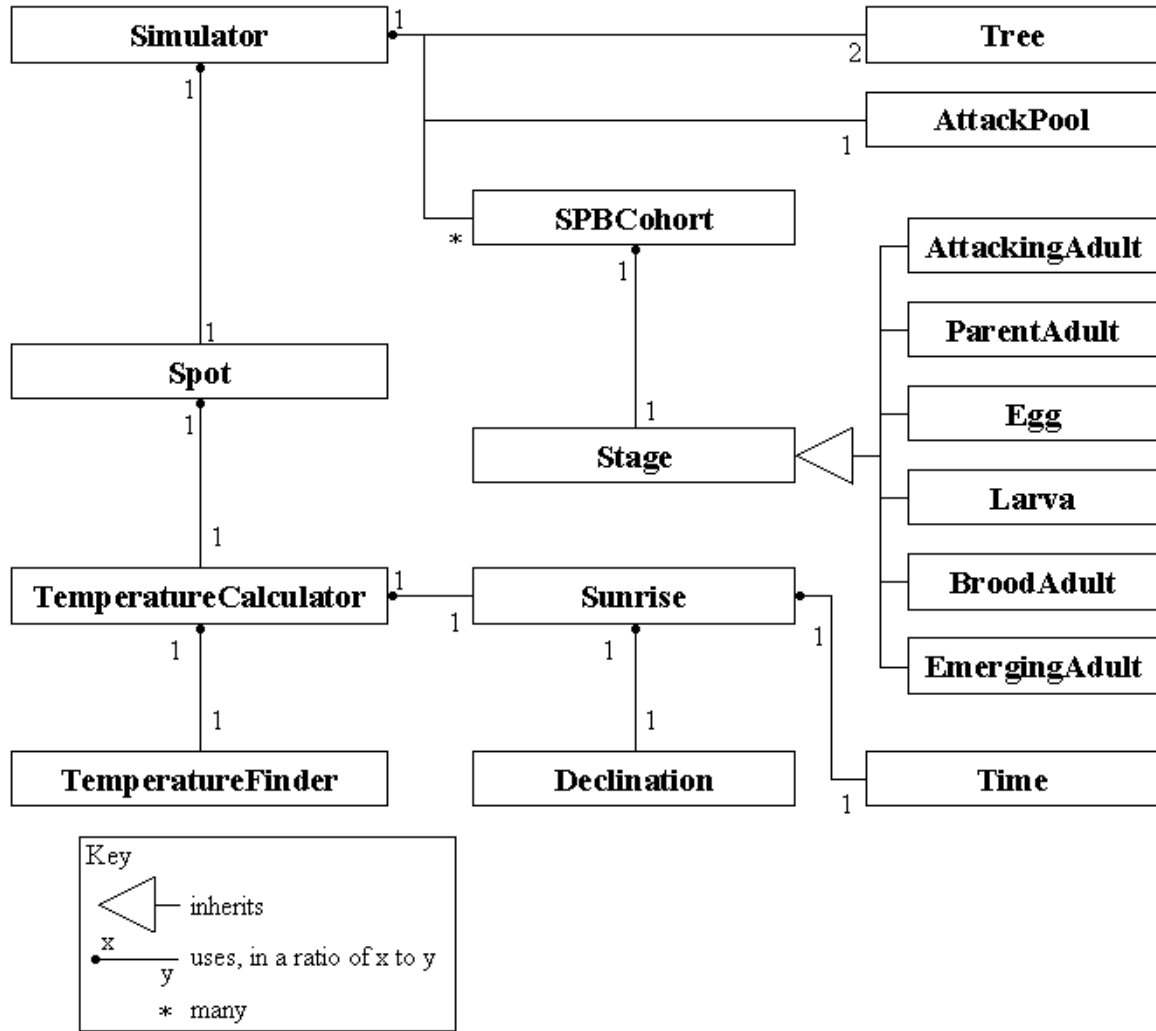 Simulator
1
Tree
2
1
AttackPool
1
SPBCohort
*
1
AttackingAdult
ParentAdult
1
Spot
1
Egg
1
Stage
Larva
1
TemperatureCalculator
1
1
Sunrise
1
BroodAdult
1
1
EmergingAdult
1
1
TemperatureFinder
Declination
1
Time
Key
inherits
x
y
uses, in a ratio of x to y
* many